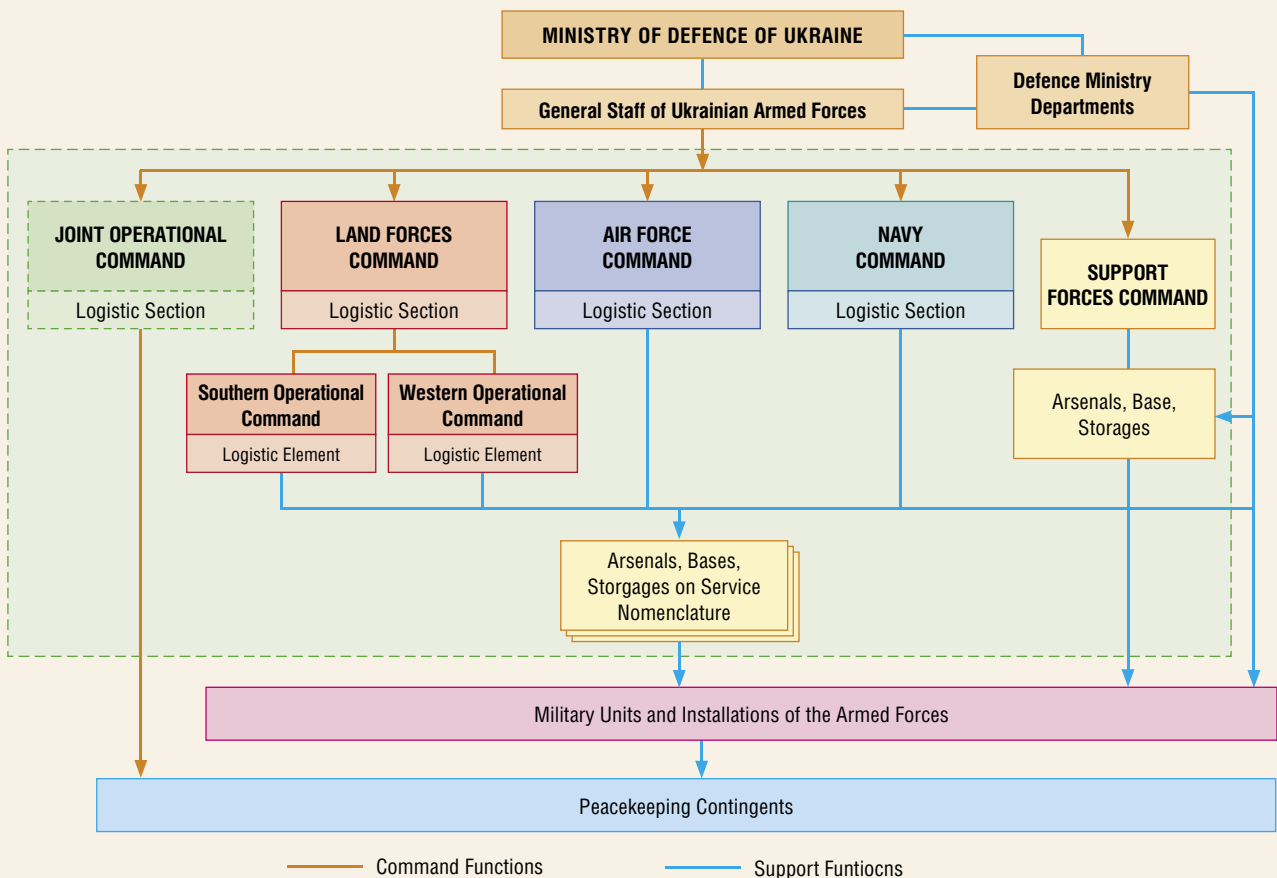 MINISTRY OF DEFENCE OF UKRAINE
Defence Ministry
Departments
General Staff of Ukrainian Armed Forces
JOINT OPERATIONAL
COMMAND
Logistic Section
LAND FORCES
COMMAND
Logistic Section
AIR FORCE
COMMAND
Logistic Section
NAVY
COMMAND
Logistic Section
SUPPORT
FORCES COMMAND
Southern Operational
Command
Logistic Element
Western Operational
Command
Logistic Element
Arsenals, Base,
Storages
Arsenals, Bases,
Storgages on Service
Nomenclature
Military Units and Installations of the Armed Forces
Peacekeeping Contingents
Command Functions
Support Funtiocns